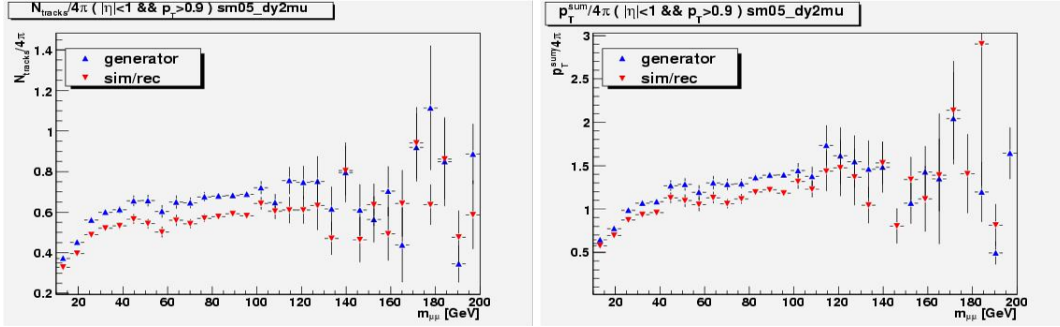 N_tracks/4π ( |η|<1 && p_T>0.9 ) sm05_dy2mu
N_tracks/4π
generator
sim/rec
1.4
1.2
1
0.8
0.6
0.4
0.2
20 40 60 80 100 120 140 160 180 200
m_μμ [GeV]
p_T^sum/4π ( |η|<1 && p_T>0.9 ) sm05_dy2mu
p_T^sum/4π
generator
sim/rec
3
2.5
2
1.5
1
0.5
20 40 60 80 100 120 140 160 180 200
m_μμ [GeV]